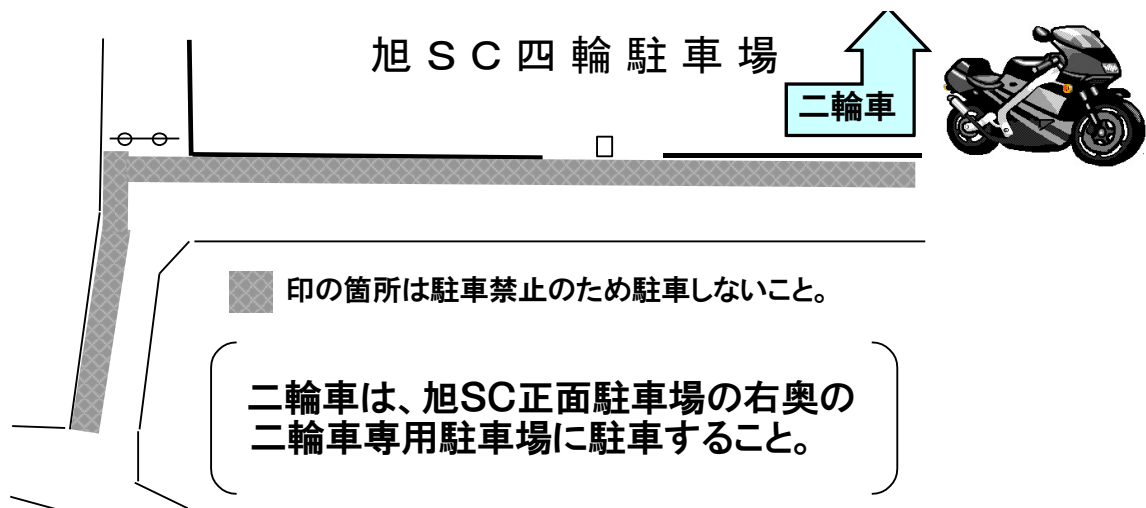 旭SC四輪駐車場
二輪車
印の箇所は駐車禁止のため駐車しないこと。
二輪車は、旭SC正面駐車場の右奥の
二輪車専用駐車場に駐車すること。